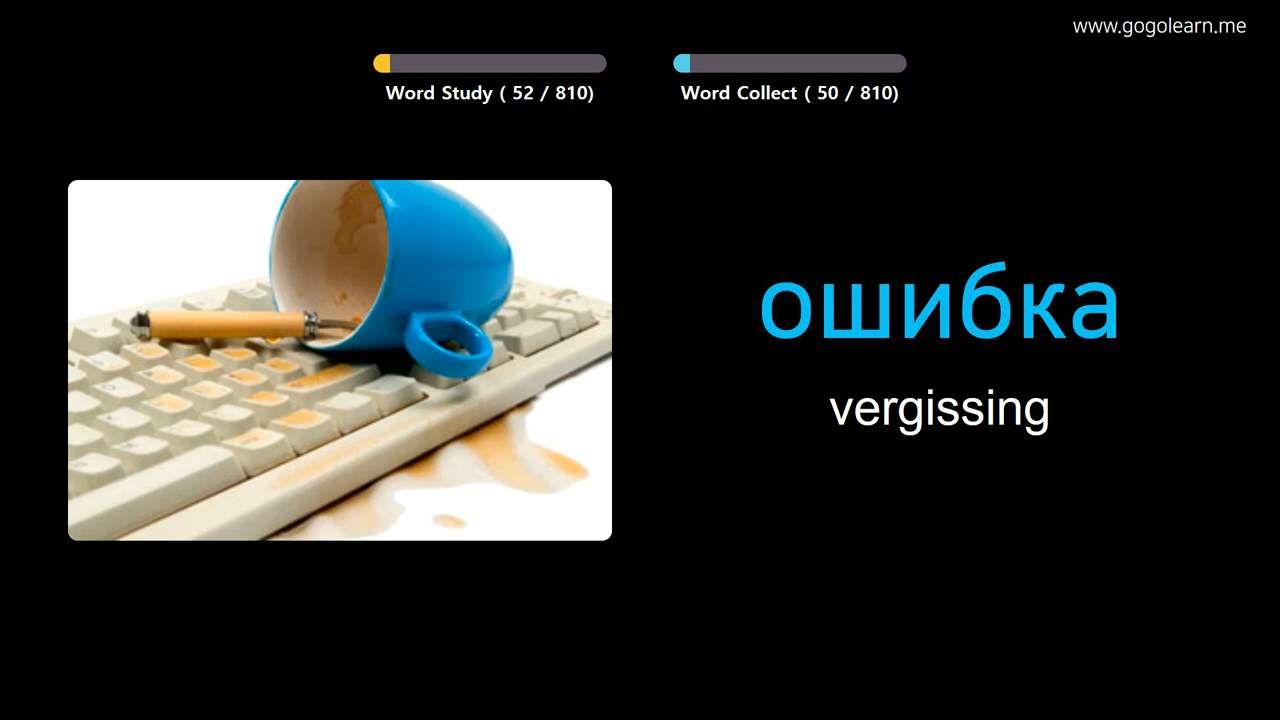 www.gogolearn.me
Word Study ( 52 / 810)
Word Collect ( 50 / 810)
ошибка
vergissing